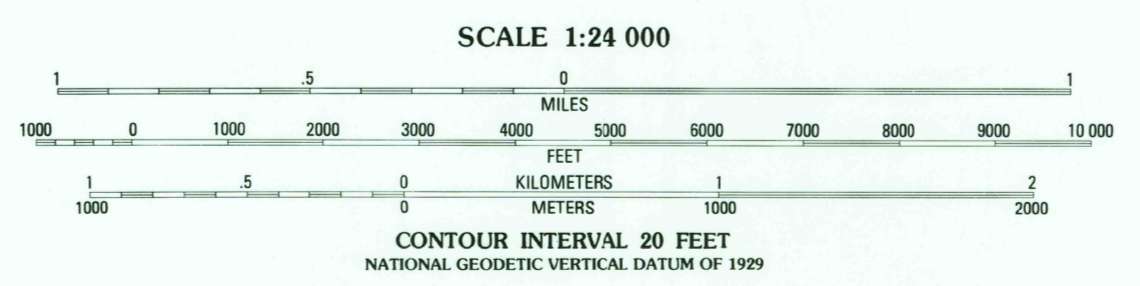 SCALE 1:24 000
1 .5 0 1
MILES
1000 0 1000 2000 3000 4000 5000 6000 7000 8000 9000 10 000
FEET
1 .5 0 KILOMETERS 1 2
1000 0 METERS 1000 2000
CONTOUR INTERVAL 20 FEET
NATIONAL GEODETIC VERTICAL DATUM OF 1929